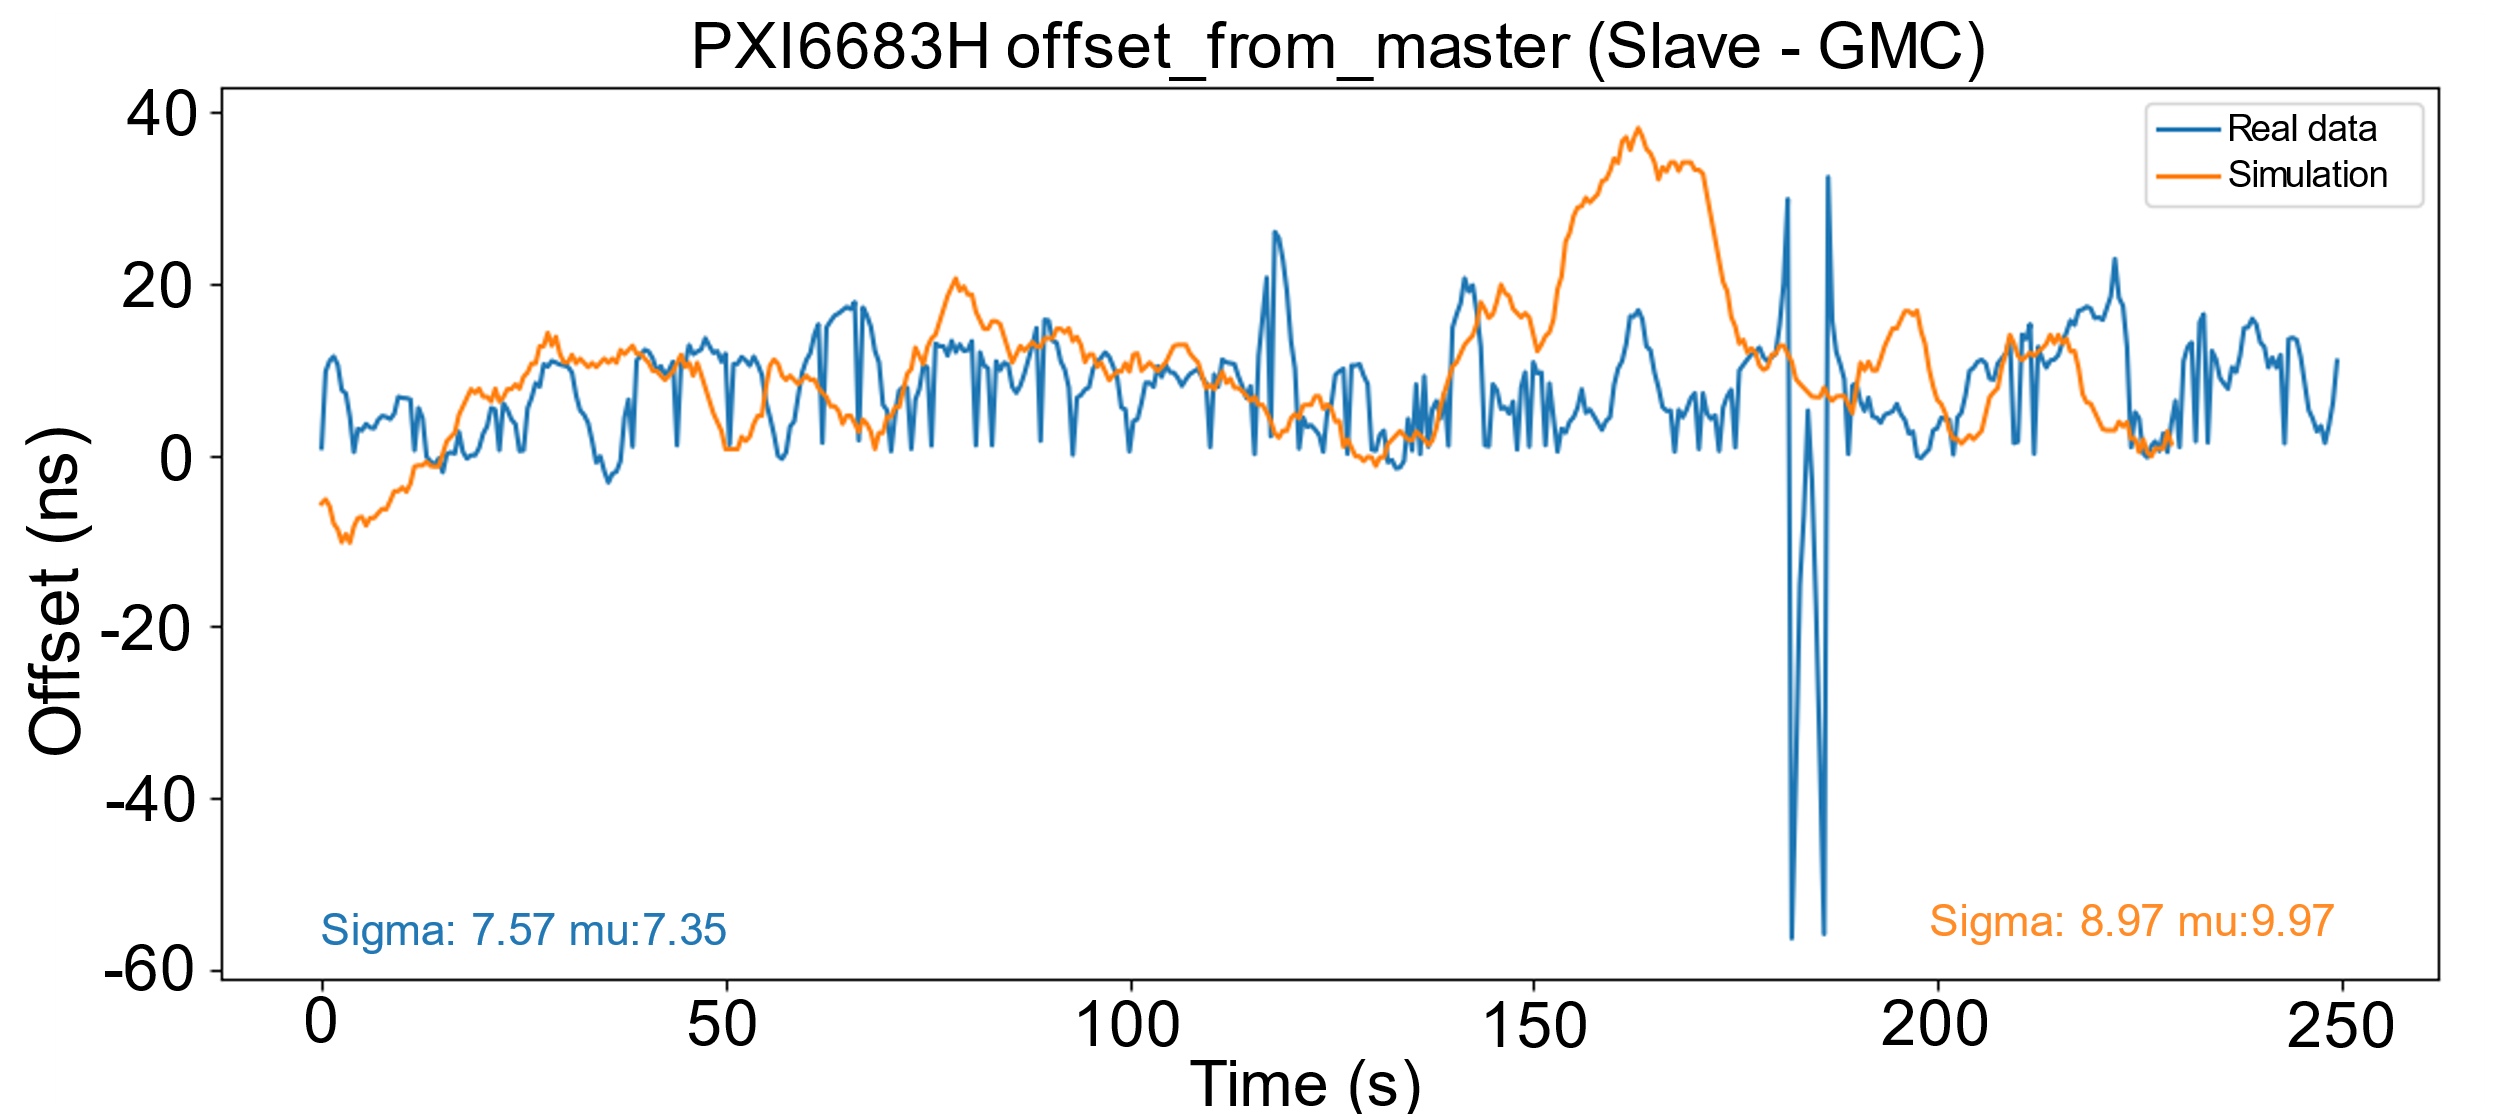 PXI6683H offset_from_master (Slave - GMC)
Offset (ns)
40
20
0
-20
-40
-60
Real data
Simulation
Sigma: 7.57 mu:7.35
Sigma: 8.97 mu:9.97
0 50 100 150 200 250
Time (s)